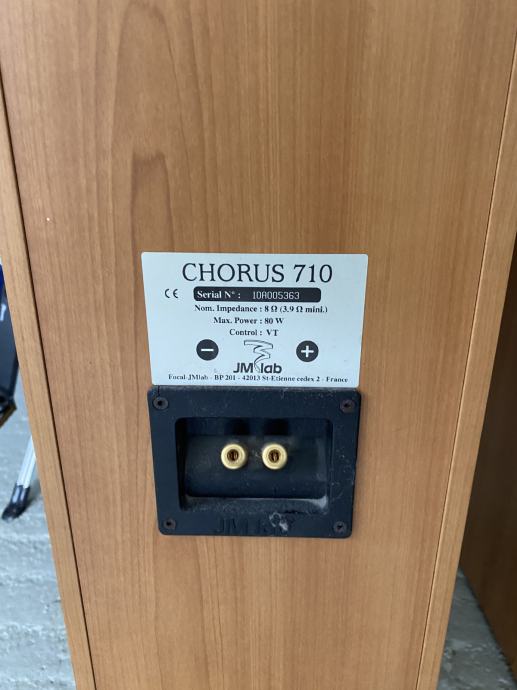 CHORUS 710
CE Serial N° : 10A005363
Nom. Impedance : 8 Ω (3.9 Ω mini.)
Max. Power : 80 W
Control : VT
− +
JMlab
Focal-JMlab - BP 201 - 42013 St-Etienne cedex 2 - France
JMlab